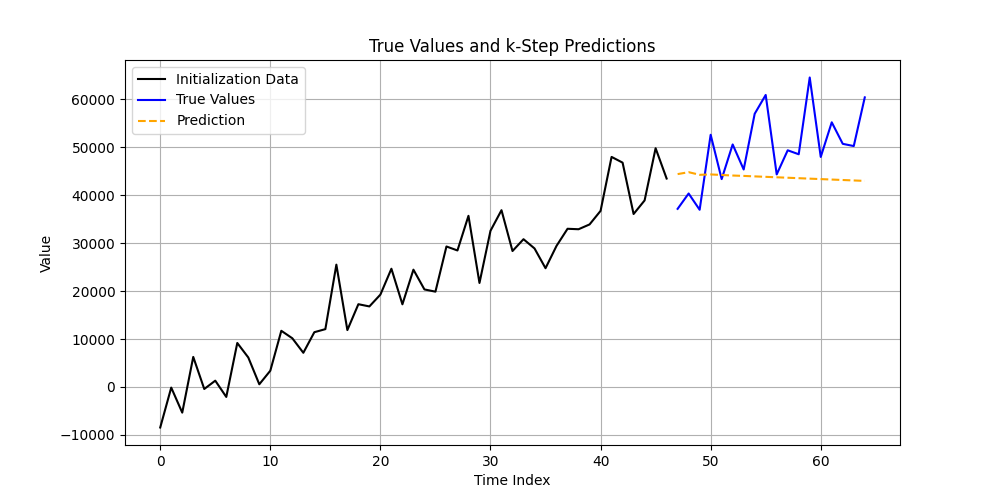 True Values and k-Step Predictions
Initialization Data
True Values
Prediction
60000
50000
40000
30000
20000
10000
0
−10000
Value
0 10 20 30 40 50 60
Time Index